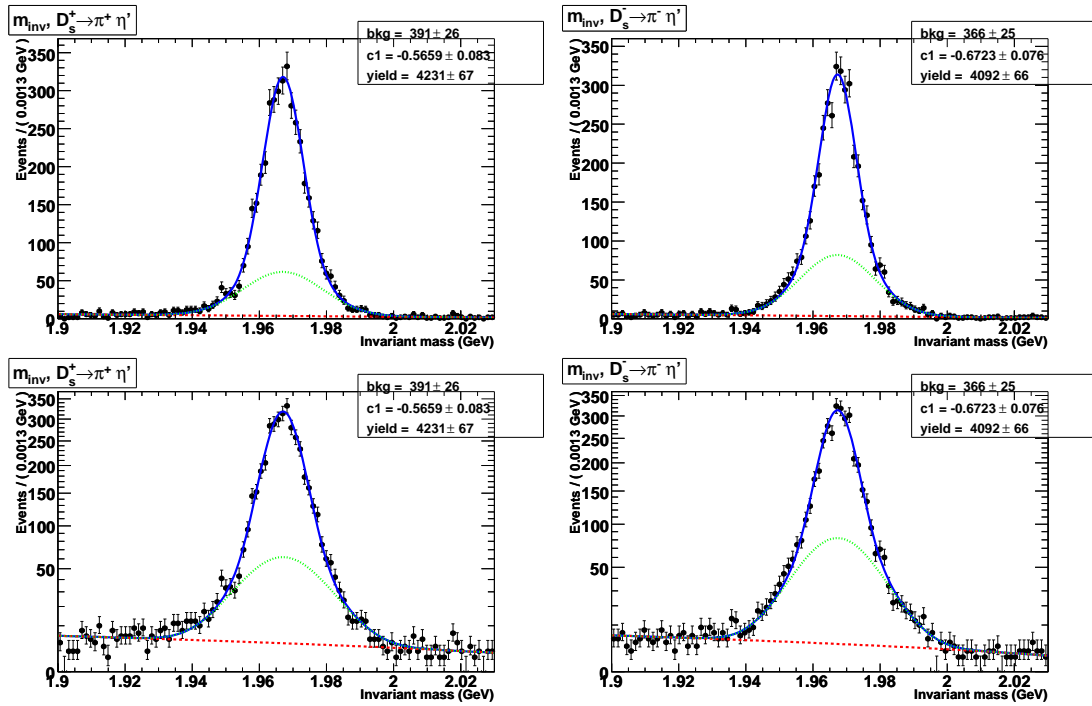 m_inv, D_s^+→π^+ η'
bkg = 391 ± 26
c1 = -0.5659 ± 0.083
yield = 4231 ± 67
Events / ( 0.0013 GeV )
350
300
250
200
150
100
50
0
1.9 1.92 1.94 1.96 1.98 2 2.02
Invariant mass (GeV)
m_inv, D_s^-→π^- η'
bkg = 366 ± 25
c1 = -0.6723 ± 0.076
yield = 4092 ± 66
Events / ( 0.0013 GeV )
350
300
250
200
150
100
50
0
1.9 1.92 1.94 1.96 1.98 2 2.02
Invariant mass (GeV)
m_inv, D_s^+→π^+ η'
bkg = 391 ± 26
c1 = -0.5659 ± 0.083
yield = 4231 ± 67
Events / ( 0.0013 GeV )
350
300
250
200
150
100
50
0
1.9 1.92 1.94 1.96 1.98 2 2.02
Invariant mass (GeV)
m_inv, D_s^-→π^- η'
bkg = 366 ± 25
c1 = -0.6723 ± 0.076
yield = 4092 ± 66
Events / ( 0.0013 GeV )
350
300
250
200
150
100
50
0
1.9 1.92 1.94 1.96 1.98 2 2.02
Invariant mass (GeV)